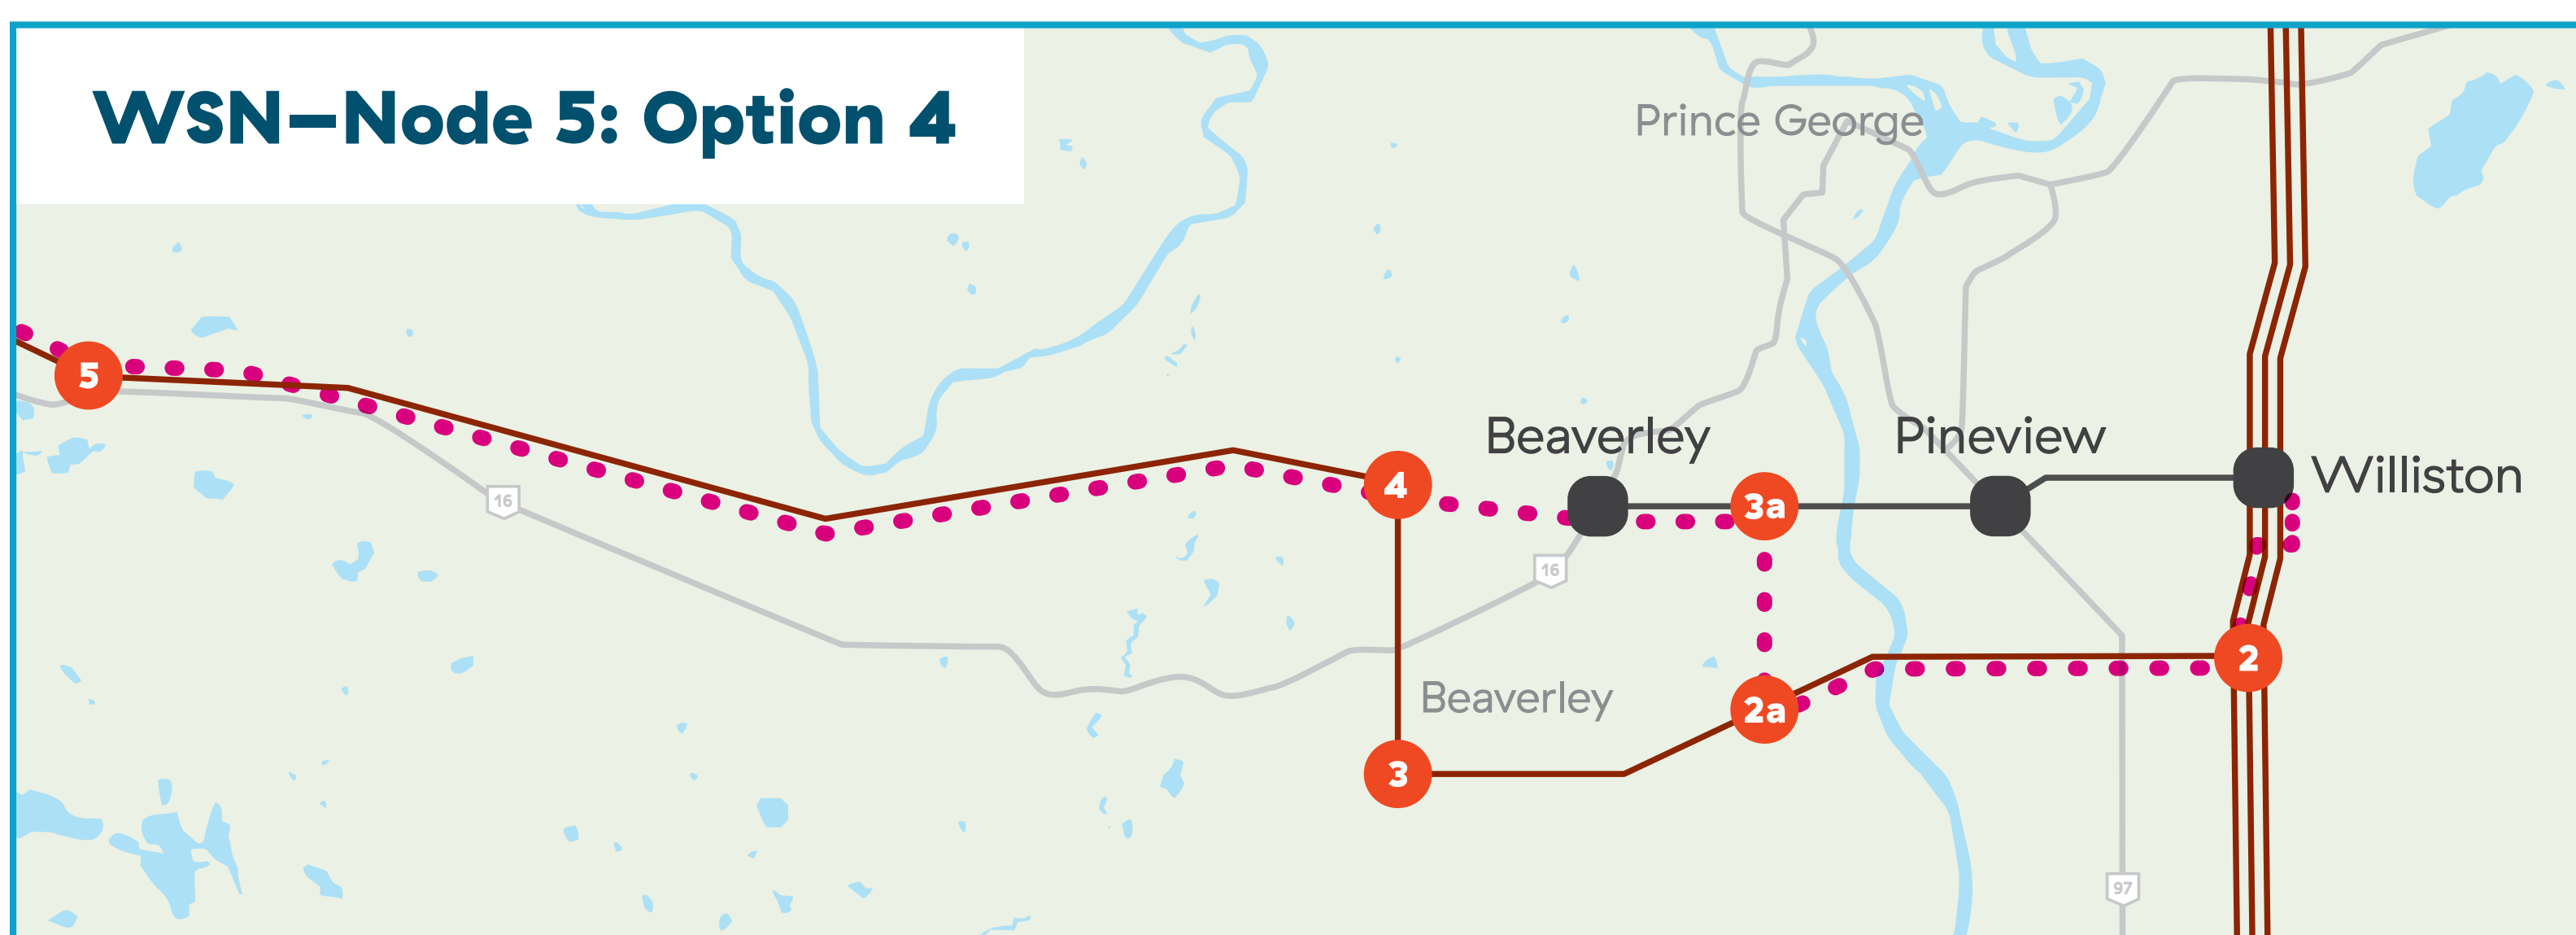 WSN—Node 5: Option 4
Prince George
5
16
4
Beaverley
3a
Pineview
Williston
16
2
Beaverley
2a
3
97